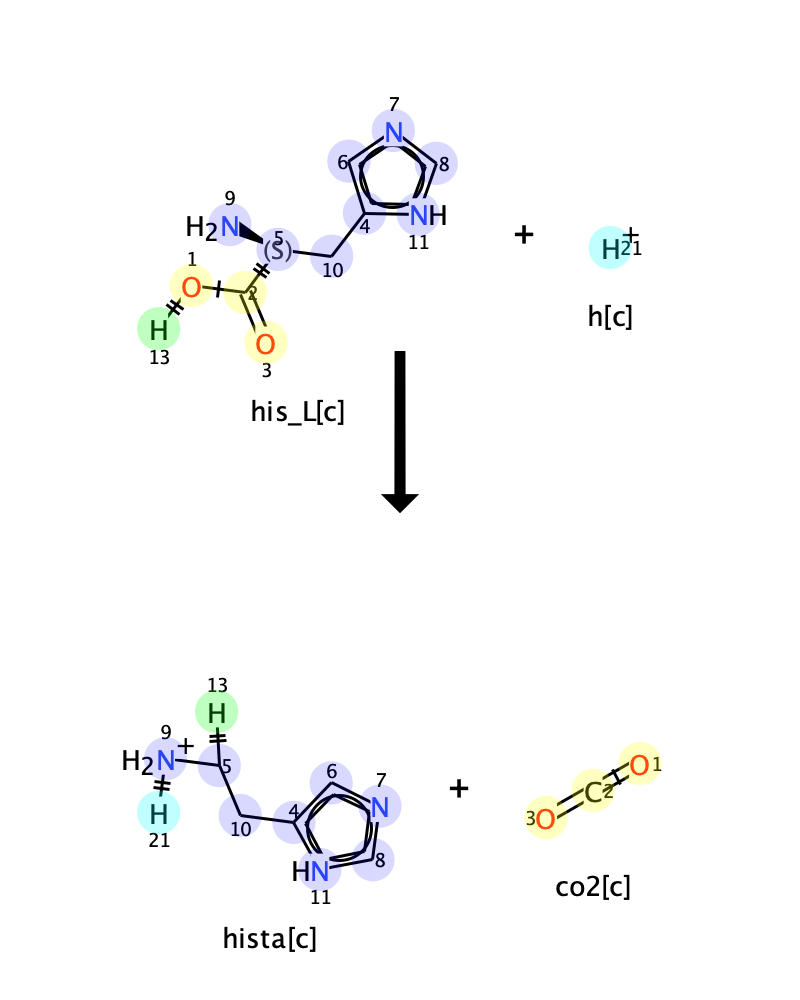 7
6
N
8
9
H2N
5
(S)
4
NH
11
10
1
O
2
H
13
O
3
his_L[c]
+
H+
21
h[c]
13
H
9
H2N+
5
H
21
10
4
6
7
N
8
HN
11
hista[c]
+
O 1
C 2
3 O
co2[c]